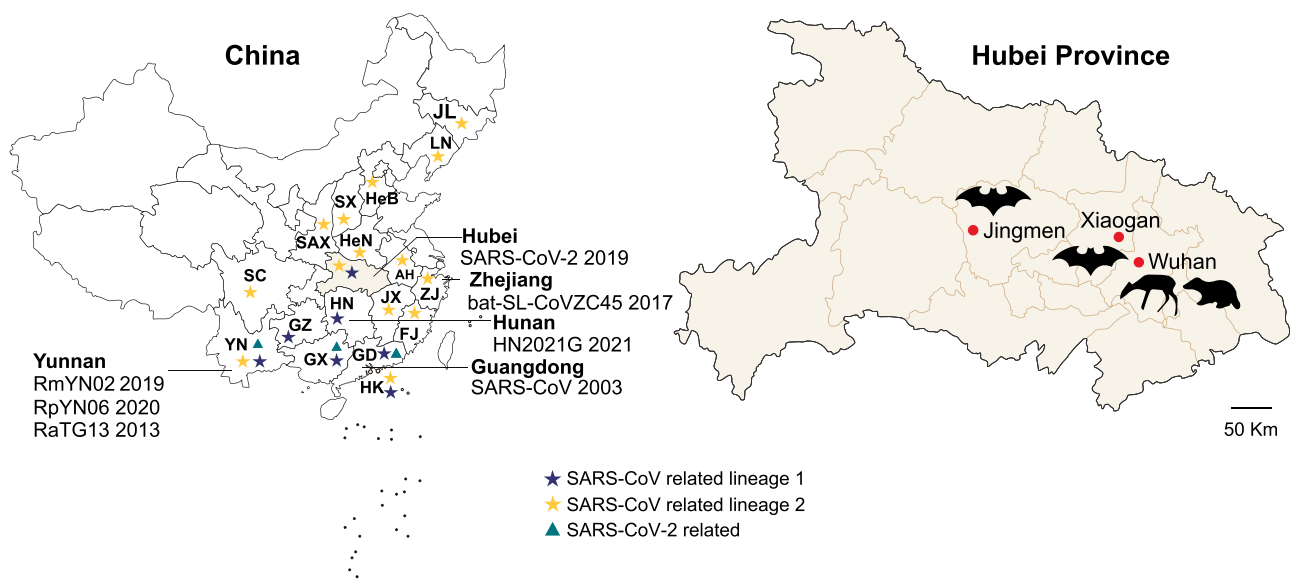 China
Hubei Province
JL
LN
HeB
SX
SAX
HeN
Hubei
SARS-CoV-2 2019
AH
SC
Zhejiang
bat-SL-CoVZC45 2017
ZJ
JX
HN
Hunan
HN2021G 2021
GZ
FJ
YN
GX
GD
Guangdong
SARS-CoV 2003
HK
Yunnan
RmYN02 2019
RpYN06 2020
RaTG13 2013
Xiaogan
Jingmen
Wuhan
50 Km
SARS-CoV related lineage 1
SARS-CoV related lineage 2
SARS-CoV-2 related